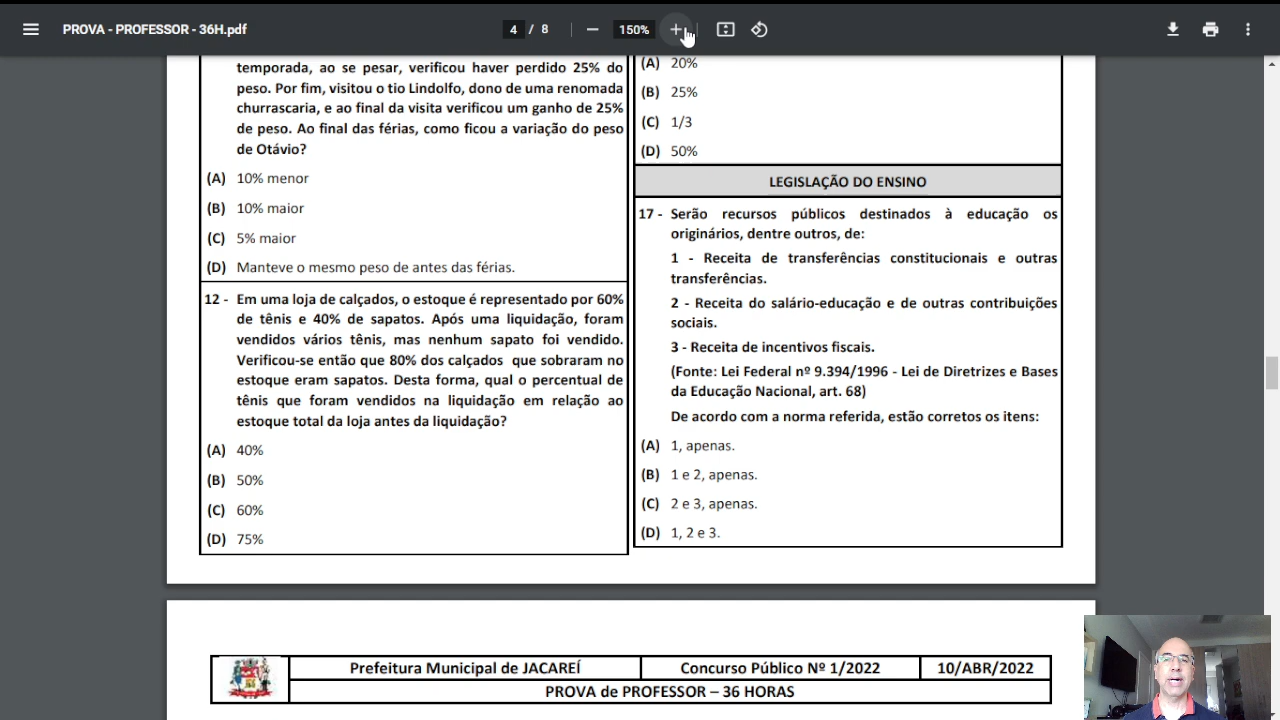 PROVA - PROFESSOR - 36H.pdf
4 / 8
150%
temporada, ao se pesar, verificou haver perdido 25% do
peso. Por fim, visitou o tio Lindolfo, dono de uma renomada
churrascaria, e ao final da visita verificou um ganho de 25%
de peso. Ao final das férias, como ficou a variação do peso
de Otávio?
(A) 10% menor
(B) 10% maior
(C) 5% maior
(D) Manteve o mesmo peso de antes das férias.
12 - Em uma loja de calçados, o estoque é representado por 60%
de tênis e 40% de sapatos. Após uma liquidação, foram
vendidos vários tênis, mas nenhum sapato foi vendido.
Verificou-se então que 80% dos calçados que sobraram no
estoque eram sapatos. Desta forma, qual o percentual de
tênis que foram vendidos na liquidação em relação ao
estoque total da loja antes da liquidação?
(A) 40%
(B) 50%
(C) 60%
(D) 75%
(A) 20%
(B) 25%
(C) 1/3
(D) 50%
LEGISLAÇÃO DO ENSINO
17 - Serão recursos públicos destinados à educação os
originários, dentre outros, de:
1 - Receita de transferências constitucionais e outras
transferências.
2 - Receita do salário-educação e de outras contribuições
sociais.
3 - Receita de incentivos fiscais.
(Fonte: Lei Federal nº 9.394/1996 - Lei de Diretrizes e Bases
da Educação Nacional, art. 68)
De acordo com a norma referida, estão corretos os itens:
(A) 1, apenas.
(B) 1 e 2, apenas.
(C) 2 e 3, apenas.
(D) 1, 2 e 3.
Prefeitura Municipal de JACAREÍ
Concurso Público Nº 1/2022
10/ABR/2022
PROVA de PROFESSOR – 36 HORAS